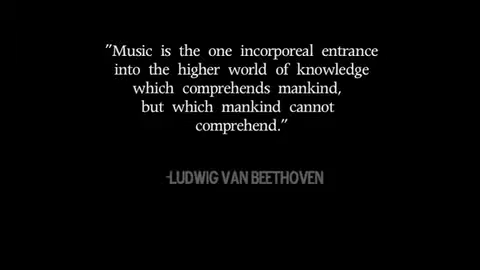 "Music is the one incorporeal entrance
into the higher world of knowledge
which comprehends mankind,
but which mankind cannot
comprehend."
-LUDWIG VAN BEETHOVEN